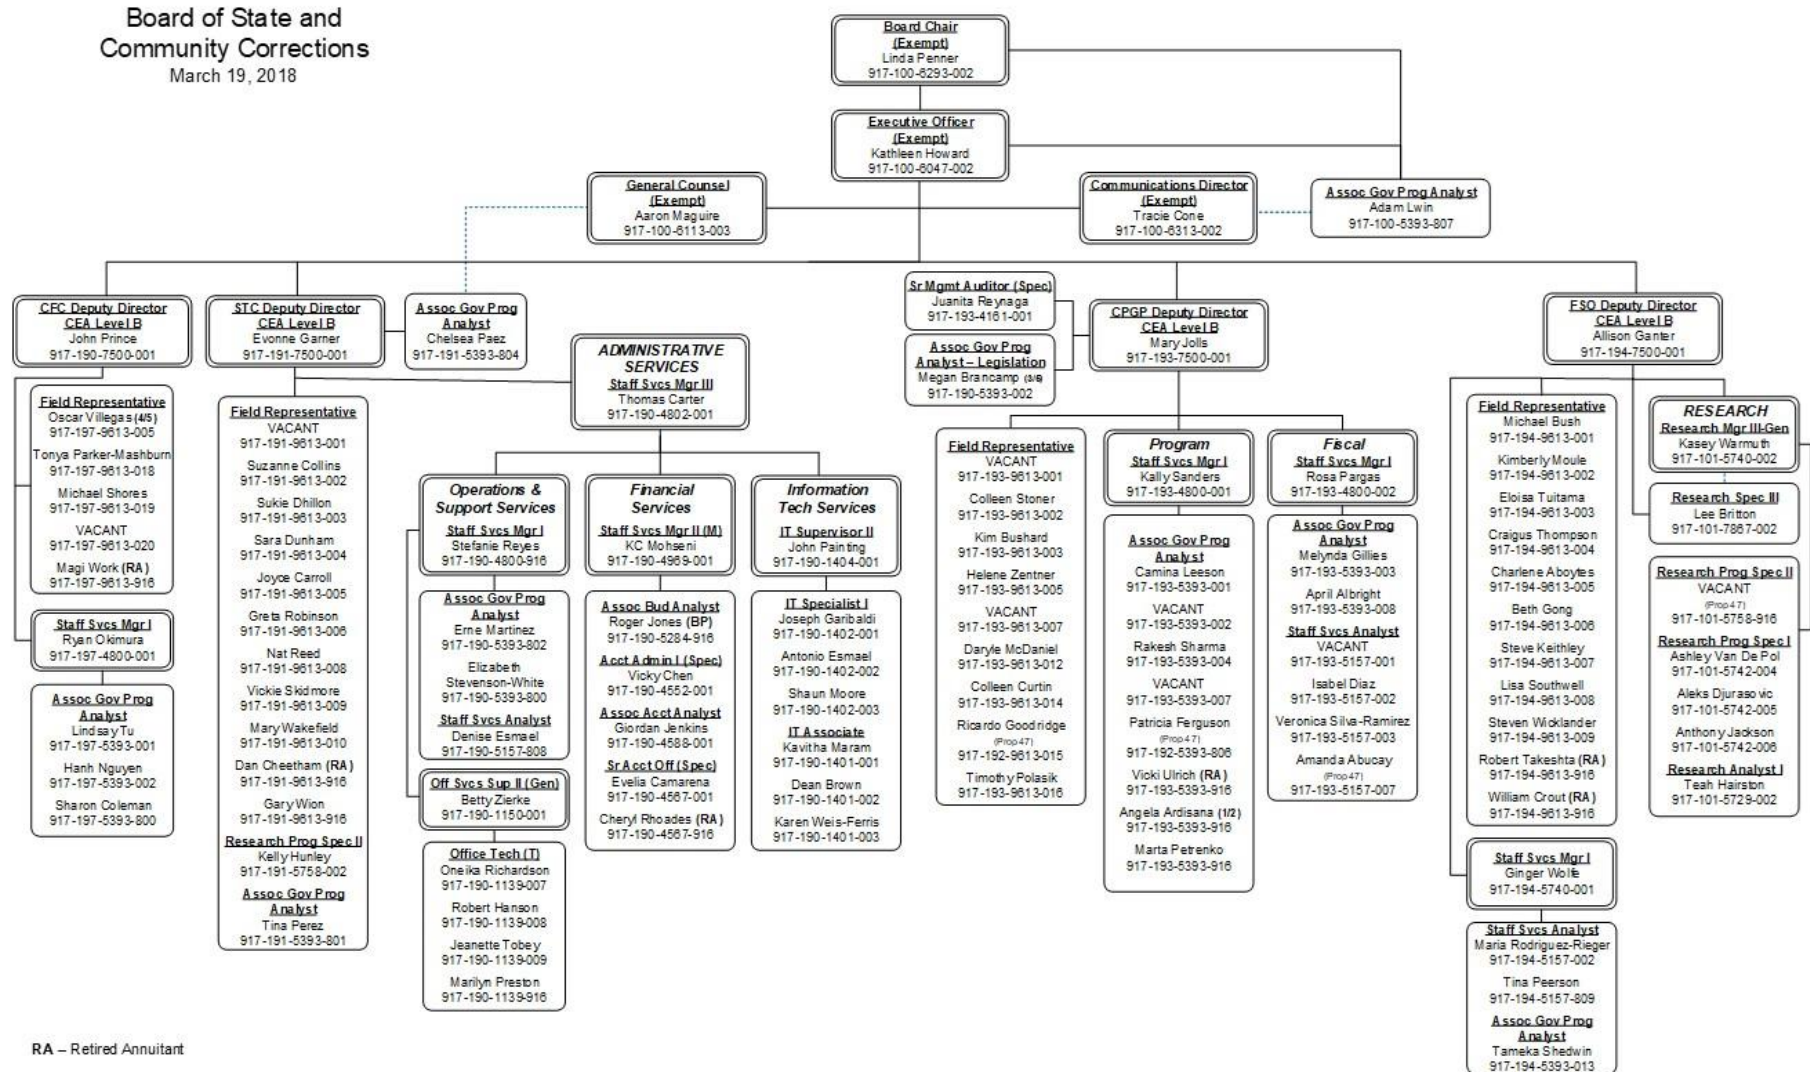 Board of State and
Community Corrections
March 19, 2018
Board Chair
(Exempt)
Linda Penner
917-100-6293-002
Executive Officer
(Exempt)
Kathleen Howard
917-100-6047-002
General Counsel
(Exempt)
Aaron Maguire
917-100-6113-003
Communications Director
(Exempt)
Tracie Cone
917-100-6313-002
Assoc Gov Prog Analyst
Adam Lwin
917-100-5393-807
CFC Deputy Director
CEA Level B
John Prince
917-190-7500-001
STC Deputy Director
CEA Level B
Evonne Garner
917-191-7500-001
Assoc Gov Prog
Analyst
Chelsea Paez
917-191-5393-804
Sr Mgmt Auditor (Spec)
Juanita Reynaga
917-193-4161-001
Assoc Gov Prog
Analyst – Legislation
Megan Brancamp (3/6)
917-190-5393-002
CPGP Deputy Director
CEA Level B
Mary Jolls
917-193-7500-001
FSO Deputy Director
CEA Level B
Allison Ganter
917-194-7500-001
Field Representative
Oscar Villegas (4/5)
917-197-9613-005
Tonya Parker-Mashburn
917-197-9613-018
Michael Shores
917-197-9613-019
VACANT
917-197-9613-020
Magi Work (RA)
917-197-9613-916
Staff Svcs Mgr I
Ryan Okimura
917-197-4800-001
Assoc Gov Prog
Analyst
Lindsay Tu
917-197-5393-001
Hanh Nguyen
917-197-5393-002
Sharon Coleman
917-197-5393-800
Field Representative
VACANT
917-191-9613-001
Suzanne Collins
917-191-9613-002
Sukie Dhillon
917-191-9613-003
Sara Dunham
917-191-9613-004
Joyce Carroll
917-191-9613-005
Greta Robinson
917-191-9613-006
Nat Reed
917-191-9613-008
Vickie Skidmore
917-191-9613-009
Mary Wakefield
917-191-9613-010
Dan Cheetham (RA)
917-191-9613-916
Gary Wion
917-191-9613-916
Research Prog Spec II
Kelly Hunley
917-191-5758-002
Assoc Gov Prog
Analyst
Tina Perez
917-191-5393-801
ADMINISTRATIVE
SERVICES
Staff Svcs Mgr III
Thomas Carter
917-190-4802-001
Operations &
Support Services
Staff Svcs Mgr I
Stefanie Reyes
917-190-4800-916
Assoc Gov Prog
Analyst
Erne Martinez
917-190-5393-802
Elizabeth
Stevenson-White
917-190-5393-800
Staff Svcs Analyst
Denise Esmael
917-190-5157-808
Off Svcs Sup II (Gen)
Betty Zierke
917-190-1150-001
Office Tech (T)
Oneika Richardson
917-190-1139-007
Robert Hanson
917-190-1139-008
Jeanette Tobey
917-190-1139-009
Marilyn Preston
917-190-1139-916
Financial
Services
Staff Svcs Mgr II (M)
KC Mohseni
917-190-4969-001
Assoc Bud Analyst
Roger Jones (BP)
917-190-5284-916
Acct Admin I (Spec)
Vicky Chen
917-190-4552-001
Assoc Acct Analyst
Giordan Jenkins
917-190-4588-001
Sr Acct Off (Spec)
Evelia Camarena
917-190-4567-001
Cheryl Rhoades (RA)
917-190-4567-916
Information
Tech Services
IT Supervisor II
John Painting
917-190-1404-001
IT Specialist I
Joseph Garibaldi
917-190-1402-001
Antonio Esmael
917-190-1402-002
Shaun Moore
917-190-1402-003
IT Associate
Kavitha Maram
917-190-1401-001
Dean Brown
917-190-1401-002
Karen Weis-Ferris
917-190-1401-003
Field Representative
VACANT
917-193-9613-001
Colleen Stoner
917-193-9613-002
Kim Bushard
917-193-9613-003
Helene Zentner
917-193-9613-005
VACANT
917-193-9613-007
Daryle McDaniel
917-193-9613-012
Colleen Curtin
917-193-9613-014
Ricardo Goodridge
(Prop 47)
917-192-9613-015
Timothy Polasik
917-193-9613-016
Program
Staff Svcs Mgr I
Kally Sanders
917-193-4800-001
Assoc Gov Prog
Analyst
Camina Leeson
917-193-5393-001
VACANT
917-193-5393-002
Rakesh Sharma
917-193-5393-004
VACANT
917-193-5393-007
Patricia Ferguson
(Prop 47)
917-192-5393-806
Vicki Ulrich (RA)
917-193-5393-916
Angela Ardisana (1/2)
917-193-5393-916
Marta Petrenko
917-193-5393-916
Fiscal
Staff Svcs Mgr I
Rosa Pargas
917-193-4800-002
Assoc Gov Prog
Analyst
Melynda Gillies
917-193-5393-003
April Albright
917-193-5393-008
Staff Svcs Analyst
VACANT
917-193-5157-001
Isabel Diaz
917-193-5157-002
Veronica Silva-Ramirez
917-193-5157-003
Amanda Abucay
(Prop 47)
917-193-5157-007
Field Representative
Michael Bush
917-194-9613-001
Kimberly Moule
917-194-9613-002
Eloisa Tuitama
917-194-9613-003
Craigus Thompson
917-194-9613-004
Charlene Aboytes
917-194-9613-005
Beth Gong
917-194-9613-006
Steve Keithley
917-194-9613-007
Lisa Southwell
917-194-9613-008
Steven Wicklander
917-194-9613-009
Robert Takeshta (RA)
917-194-9613-916
William Crout (RA)
917-194-9613-916
Staff Svcs Mgr I
Ginger Wolfe
917-194-5740-001
Staff Svcs Analyst
Maria Rodriguez-Rieger
917-194-5157-002
Tina Peerson
917-194-5157-809
Assoc Gov Prog
Analyst
Tameka Shedwin
917-194-5393-013
RESEARCH
Research Mgr III-Gen
Kasey Warmuth
917-101-5740-002
Research Spec III
Lee Britton
917-101-7867-002
Research Prog Spec II
VACANT
(Prop 47)
917-101-5758-916
Research Prog Spec I
Ashley Van De Pol
917-101-5742-004
Aleks Djurasovic
917-101-5742-005
Anthony Jackson
917-101-5742-006
Research Analyst I
Teah Hairston
917-101-5729-002
RA – Retired Annuitant